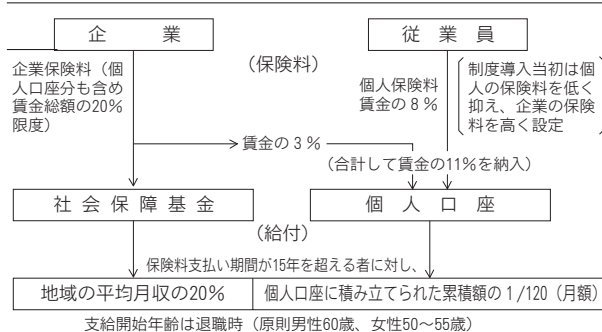 企業
従業員
(保険料)
企業保険料（個
人口座分も含め
賃金総額の20%
限度）
個人保険料
賃金の8%
制度導入当初は個
人の保険料を低く
抑え、企業の保険
料を高く設定
賃金の3%
(合計して賃金の11%を納入)
社会保障基金
個人口座
(給付)
保険料支払い期間が15年を超える者に対し、
地域の平均月収の20%
個人口座に積み立てられた累積額の1/120（月額）
支給開始年齢は退職時（原則男性60歳、女性50～55歳）